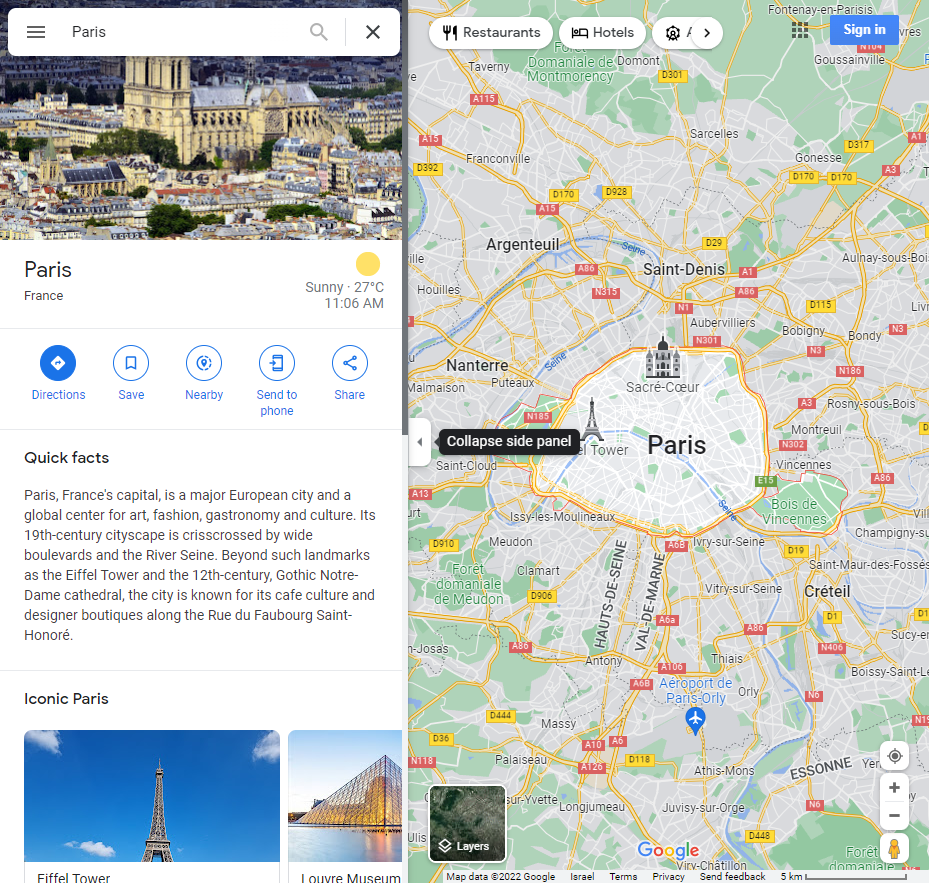 Paris
Paris
France
Sunny · 27°C
11:06 AM
Directions
Save
Nearby
Send to
phone
Share
Quick facts
Paris, France's capital, is a major European city and a
global center for art, fashion, gastronomy and culture. Its
19th-century cityscape is crisscrossed by wide
boulevards and the River Seine. Beyond such landmarks
as the Eiffel Tower and the 12th-century, Gothic Notre-
Dame cathedral, the city is known for its cafe culture and
designer boutiques along the Rue du Faubourg Saint-
Honoré.
Iconic Paris
Eiffel Tower
Louvre Museum
Collapse side panel
Restaurants
Hotels
Sign in
Fontenay-en-Parisis
Forêt
Domaniale de
Montmorency
Domont
Taverny
D301
N104
Goussainville
A115
A15
Sarcelles
D317
A1
Franconville
Gonesse
A3
D392
D170
D170
D170
D928
A15
Argenteuil
Seine
D29
A86
Saint-Denis
A1
Aulnay-sous-Bo
Houilles
N315
A86
N1
D115
Aubervilliers
Bobigny
Bondy
N3
N301
N3
Seine
Nanterre
Sacré-Cœur
N186
Malmaison
Puteaux
A3
Rosny-sous-Bois
N185
Montreuil
N302
el Tower
Paris
Saint-Cloud
Vincennes
A86
E15
A13
Bois de
Vincennes
Seine
Issy-les-Moulineaux
D910
Meudon
A6B
Ivry-sur-Seine
Champigny-su
D19
Forêt
domaniale
de Meudon
Clamart
HAUTS-DE-SEINE
VAL-DE-MARNE
Saint-Maur-des-Fossés
D906
Vitry-sur-Seine
Créteil
A6a
D1
A86
Sucy-er
A86
N406
n-Josas
Antony
Thiais
A106
Boissy-Saint-Le
A6B
Aéroport de
Paris-Orly
Orly
N6
D444
Massy
D36
A10
A6
N118
Palaiseau
A126
D118
Athis-Mons
ESSONNE
sur-Yvette
Longjumeau
Juvisy-sur-Orge
N6
D448
Layers
Google
Viry-Châtillon
Forêt
domaniale
Map data ©2022 Google
Israel
Terms
Privacy
Send feedback
5 km